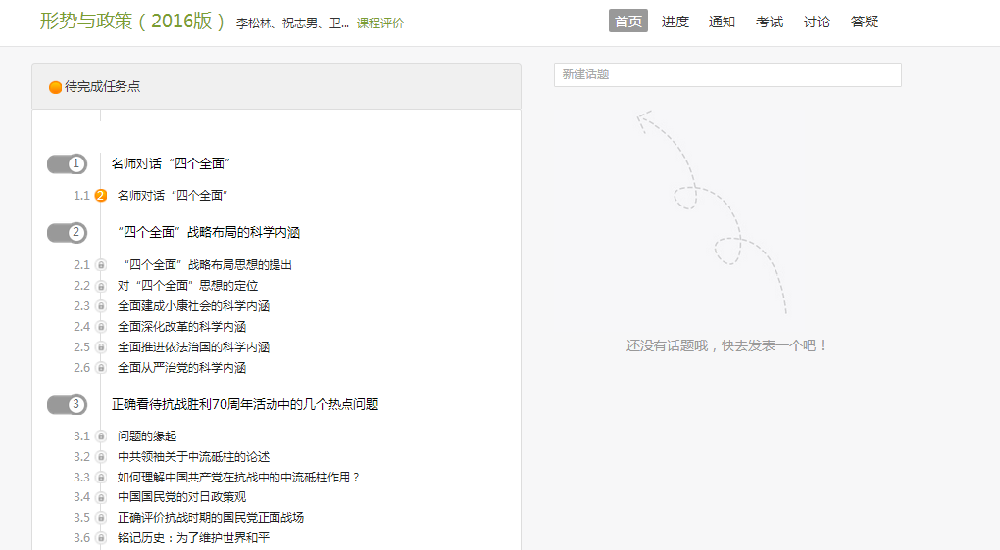 形势与政策（2016版） 李松林、祝志男、卫... 课程评价
首页 进度 通知 考试 讨论 答疑
待完成任务点
1 名师对话“四个全面”
1.1 2 名师对话“四个全面”
2 “四个全面”战略布局的科学内涵
2.1 “四个全面”战略布局思想的提出
2.2 对“四个全面”思想的定位
2.3 全面建成小康社会的科学内涵
2.4 全面深化改革的科学内涵
2.5 全面推进依法治国的科学内涵
2.6 全面从严治党的科学内涵
3 正确看待抗战胜利70周年活动中的几个热点问题
3.1 问题的缘起
3.2 中共领袖关于中流砥柱的论述
3.3 如何理解中国共产党在抗战中的中流砥柱作用？
3.4 中国国民党的对日政策观
3.5 正确评价抗战时期的国民党正面战场
3.6 铭记历史：为了维护世界和平
新建话题
还没有话题哦，快去发表一个吧！